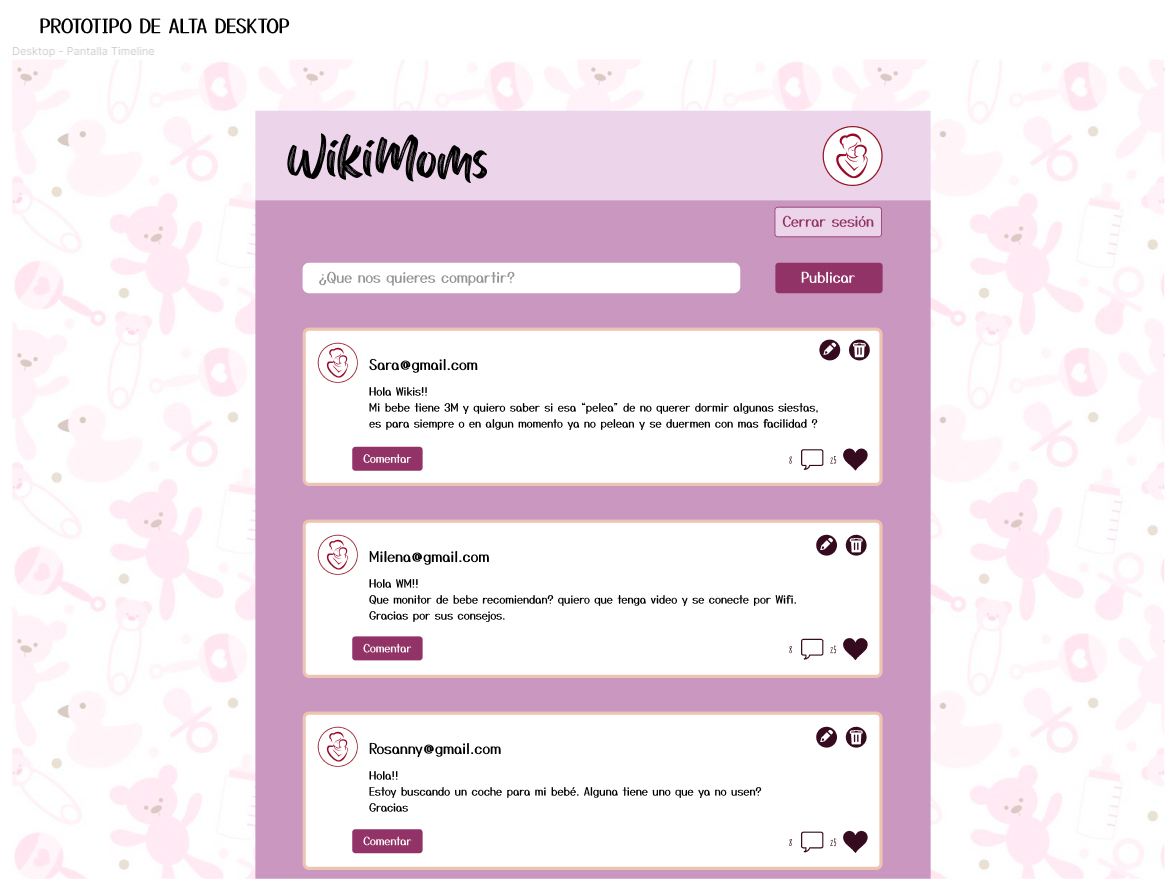 PROTOTIPO DE ALTA DESKTOP
Desktop - Pantalla Timeline
WikiMoms
Cerrar sesión
¿Que nos quieres compartir?
Publicar
Sara@gmail.com
Hola Wikis!!
Mi bebe tiene 3M y quiero saber si esa “pelea” de no querer dormir algunas siestas,
es para siempre o en algun momento ya no pelean y se duermen con mas facilidad ?
Comentar
8
25
Milena@gmail.com
Hola WM!!
Que monitor de bebe recomiendan? quiero que tenga video y se conecte por Wifi.
Gracias por sus consejos.
Comentar
8
25
Rosanny@gmail.com
Hola!!
Estoy buscando un coche para mi bebé. Alguna tiene uno que ya no usen?
Gracias
Comentar
8
25